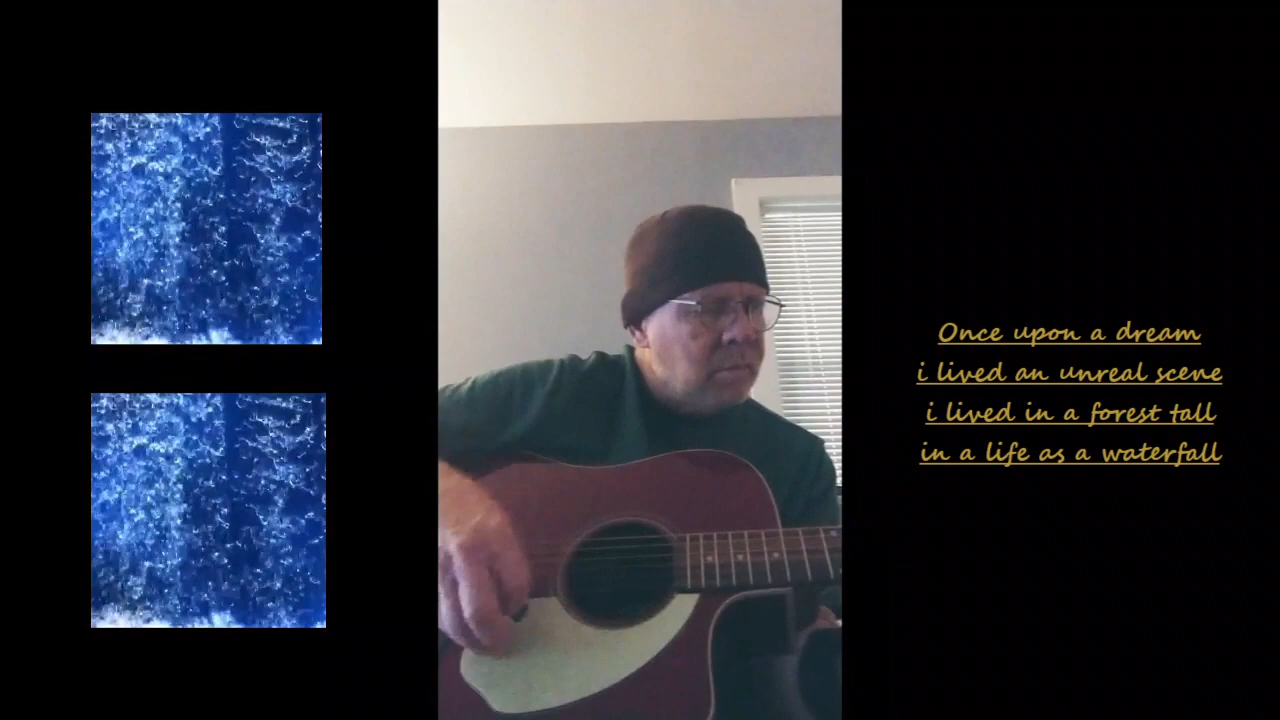 Once upon a dream
i lived an unreal scene
i lived in a forest tall
in a life as a waterfall